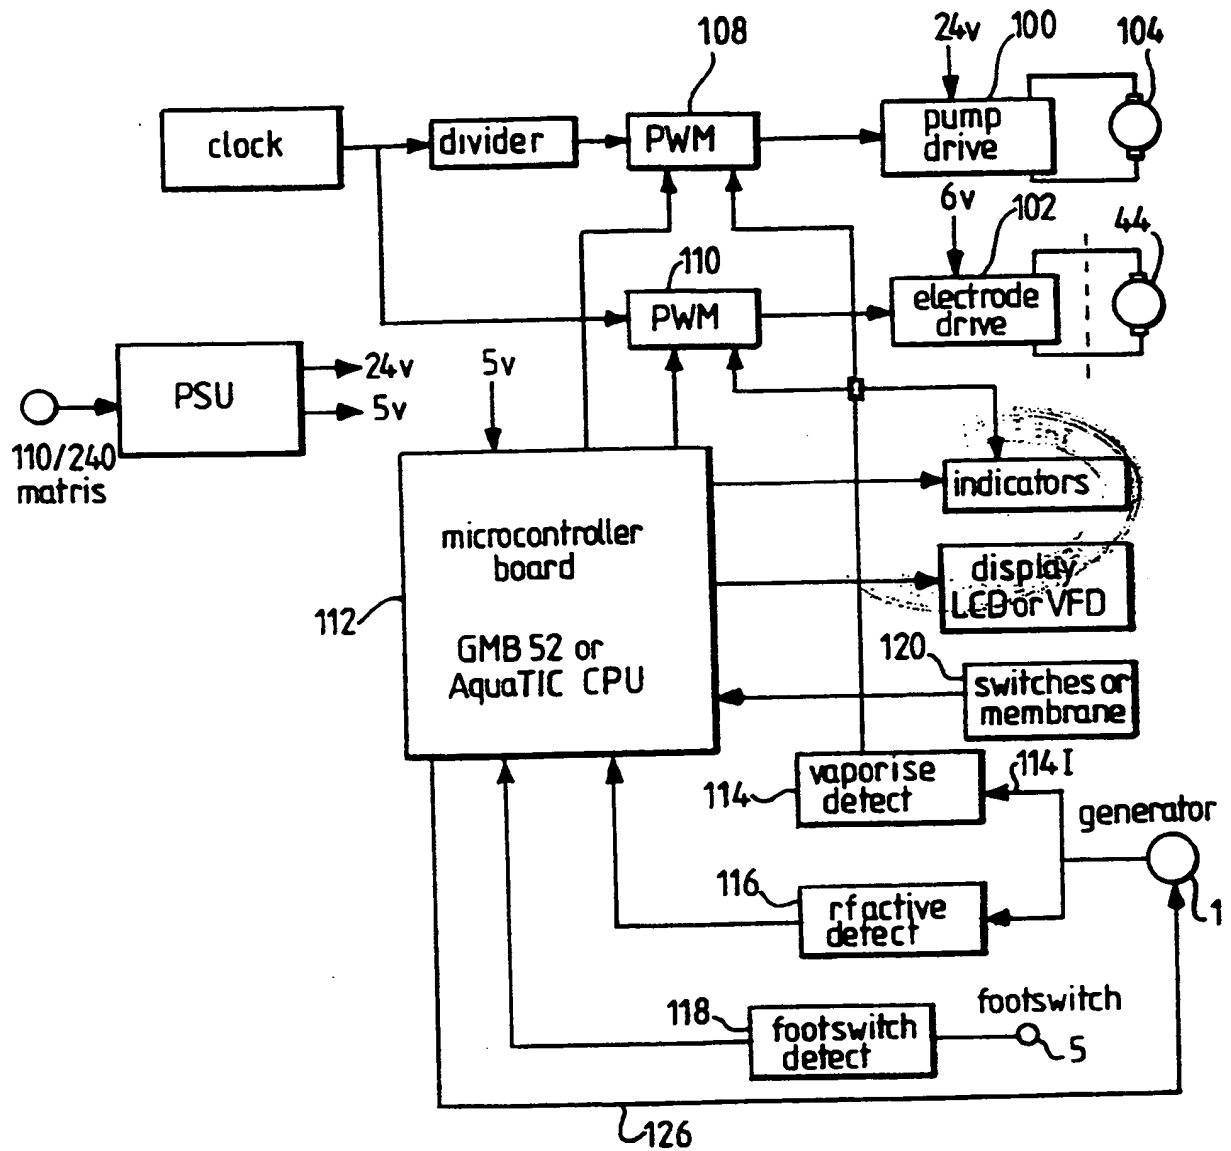 108
24v
100
104
clock
divider
PWM
pump
drive
6v
102
44
110
PWM
electrode
drive
PSU
24v
5v
5v
110/240
matris
indicators
microcontroller
board
display
LCD or VFD
112
GMB 52 or
AquaTIC CPU
120
switches or
membrane
114
vaporise
detect
114 I
generator
116
rf active
detect
1
118
footswitch
detect
footswitch
5
126